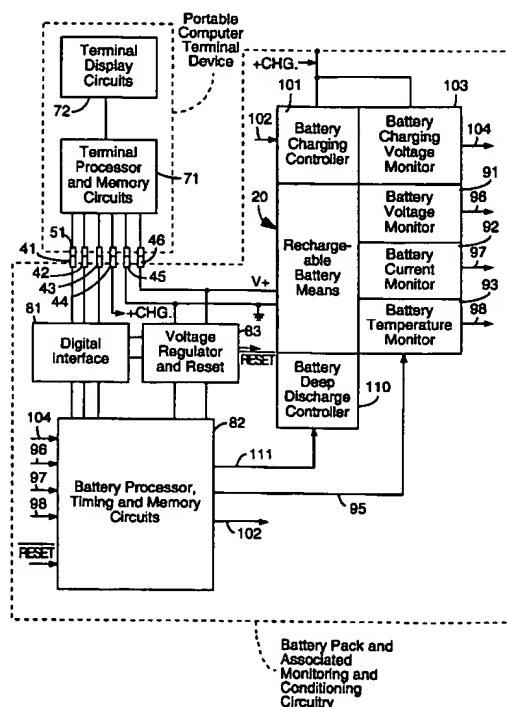 Portable
Computer
Terminal
Device
Terminal
Display
Circuits
72
Terminal
Processor
and Memory
Circuits
71
+CHG.
101
103
102
Battery
Charging
Controller
Battery
Charging
Voltage
Monitor
104
91
20
Battery
Voltage
Monitor
98
92
Recharge-
able
Battery
Means
Battery
Current
Monitor
97
93
Battery
Temperature
Monitor
98
51
41
42
43
44
46
45
V+
+CHG.
81
83
Digital
Interface
Voltage
Regulator
and Reset
RESET
Battery
Deep
Discharge
Controller
110
82
104
96
97
98
RESET
Battery Processor,
Timing and Memory
Circuits
111
95
102
Battery Pack and
Associated
Monitoring and
Conditioning
Circuitry